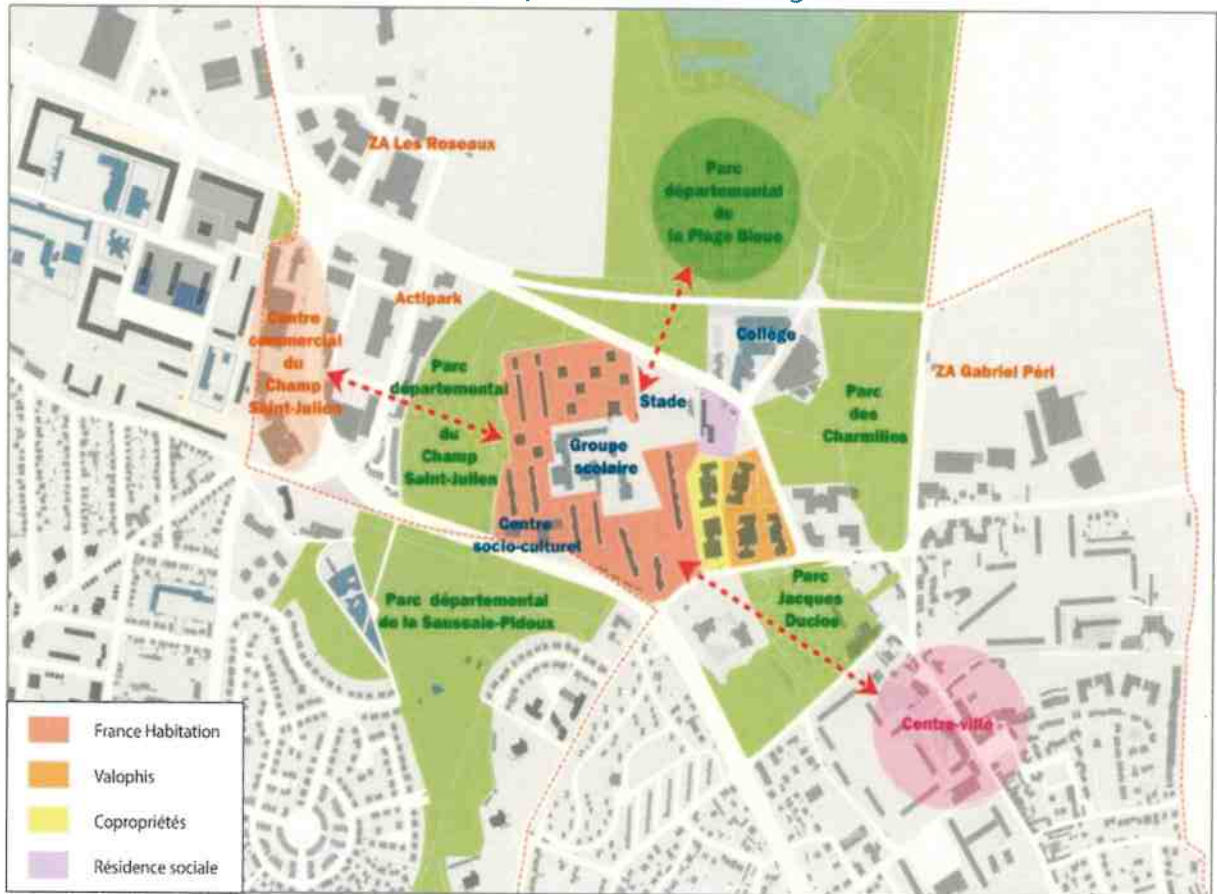 ZA Les Roseaux
Parc
départemental
de
la Plage Bleue
Actipark
Centre
commercial
du
Champ
Saint-Julien
Parc
départemental
du
Champ
Saint-Julien
Collège
Stade
Groupe
scolaire
Parc
des
Charmilles
ZA Gabriel Péri
Centre
socio-culturel
Parc départemental
de la Saussaie-Pidoux
Parc
Jacques
Duclos
Centre-ville
France Habitation
Valophis
Copropriétés
Résidence sociale